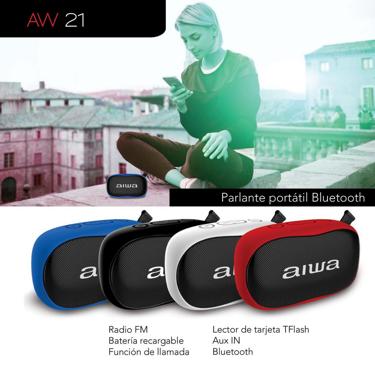 AW 21
aiwa
Parlante portátil Bluetooth
aiwa
aiwa
aiwa
aiwa
Radio FM
Batería recargable
Función de llamada
Lector de tarjeta TFlash
Aux IN
Bluetooth